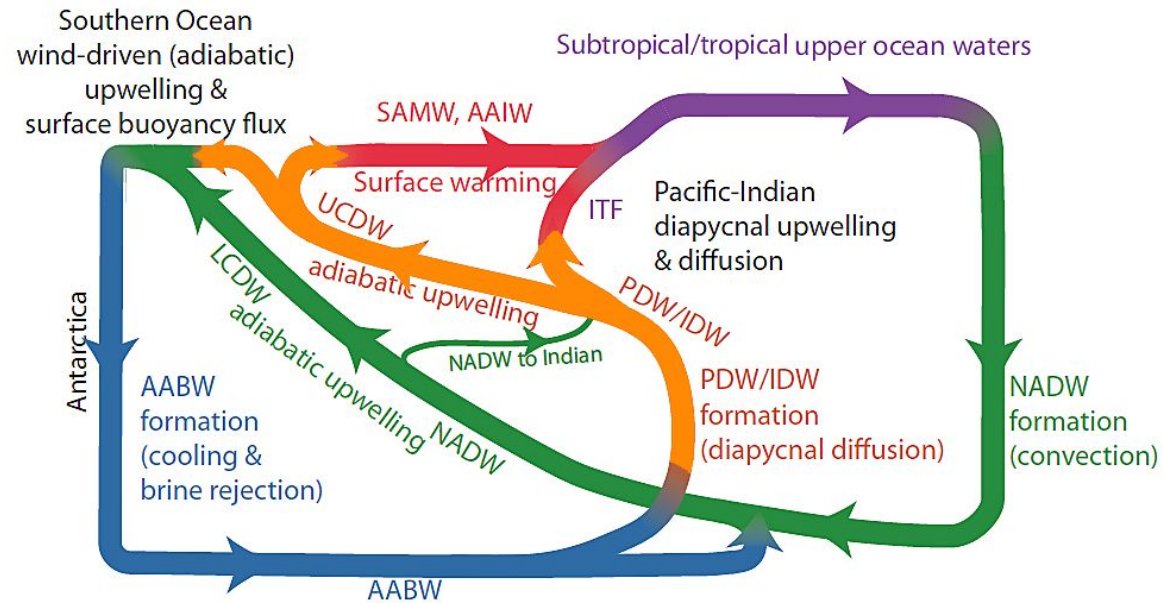 Southern Ocean
wind-driven (adiabatic)
upwelling &
surface buoyancy flux
Subtropical/tropical upper ocean waters
SAMW, AAIW
Surface warming
ITF
Pacific-Indian
diapycnal upwelling
& diffusion
UCDW
adiabatic upwelling
PDW/IDW
LCDW
adiabatic upwelling
NADW
NADW to Indian
Antarctica
AABW
formation
(cooling &
brine rejection)
PDW/IDW
formation
(diapycnal diffusion)
NADW
formation
(convection)
AABW